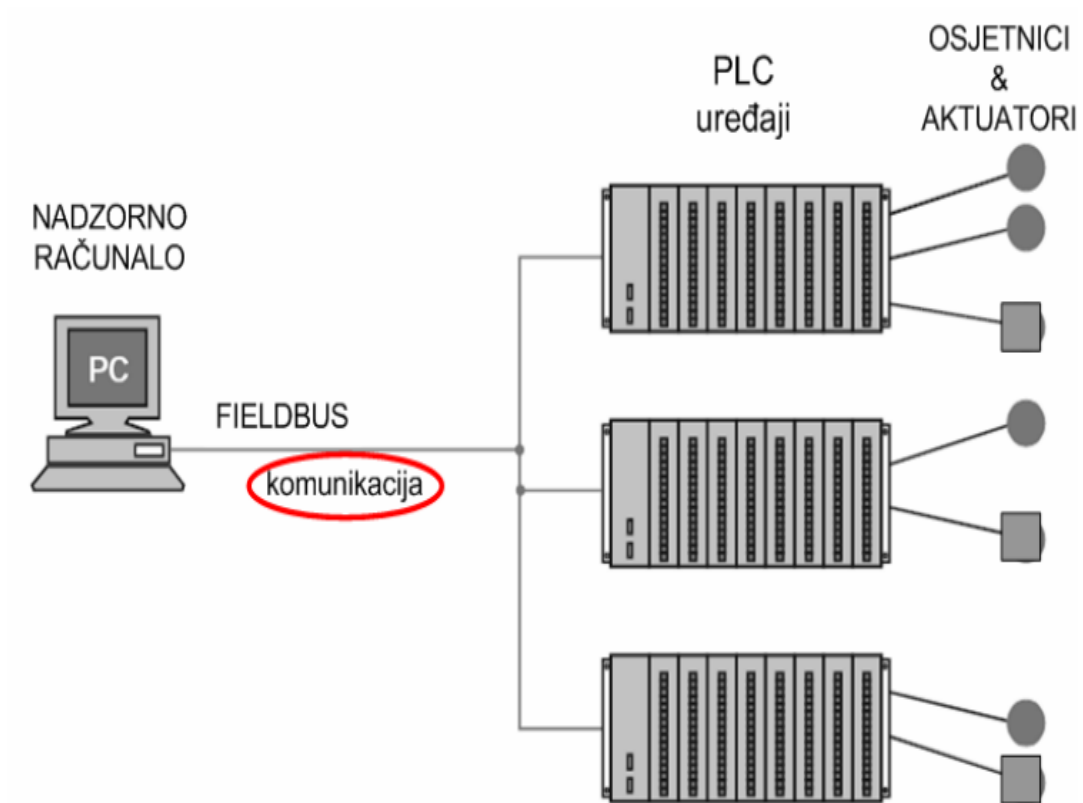 OSJETNICI
&
AKTUATORI
PLC
uređaji
NADZORNO
RAČUNALO
PC
FIELDBUS
komunikacija